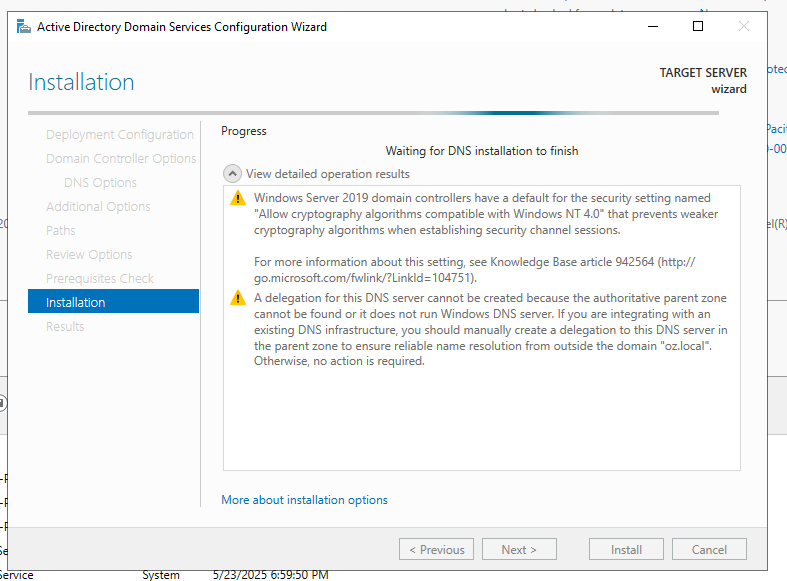 Active Directory Domain Services Configuration Wizard
Installation
TARGET SERVER
wizard
Deployment Configuration
Domain Controller Options
DNS Options
Additional Options
Paths
Review Options
Prerequisites Check
Installation
Results
Progress
Waiting for DNS installation to finish
View detailed operation results
Windows Server 2019 domain controllers have a default for the security setting named
"Allow cryptography algorithms compatible with Windows NT 4.0" that prevents weaker
cryptography algorithms when establishing security channel sessions.
For more information about this setting, see Knowledge Base article 942564 (http://
go.microsoft.com/fwlink/?LinkId=104751).
A delegation for this DNS server cannot be created because the authoritative parent zone
cannot be found or it does not run Windows DNS server. If you are integrating with an
existing DNS infrastructure, you should manually create a delegation to this DNS server in
the parent zone to ensure reliable name resolution from outside the domain "oz.local".
Otherwise, no action is required.
More about installation options
< Previous
Next >
Install
Cancel
Service System 5/23/2025 6:59:50 PM